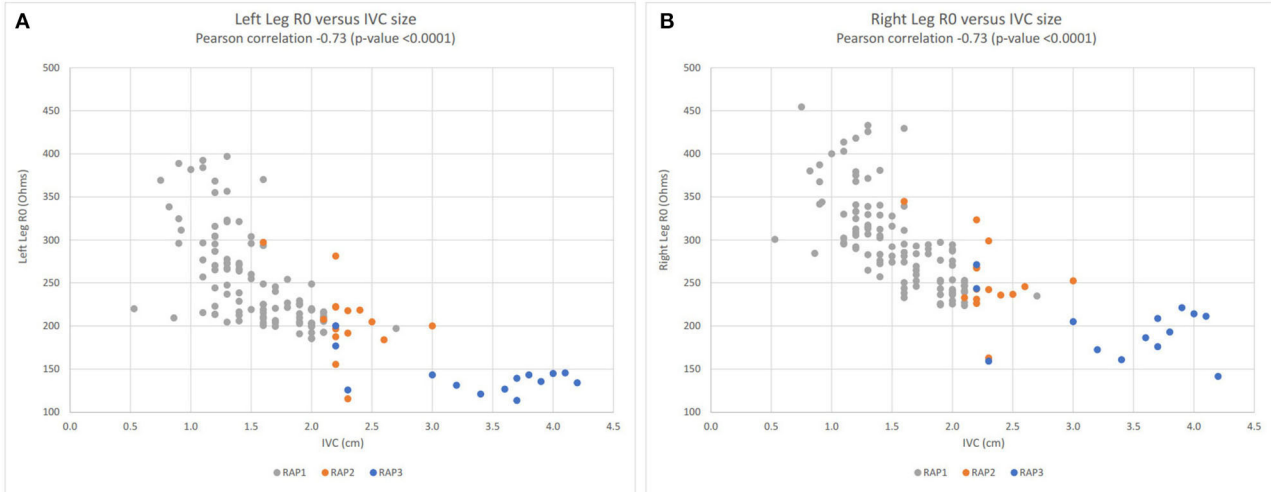 A
Left Leg R0 versus IVC size
Pearson correlation -0.73 (p-value <0.0001)
Left Leg R0 (Ohms)
500
450
400
350
300
250
200
150
100
0.0 0.5 1.0 1.5 2.0 2.5 3.0 3.5 4.0 4.5
IVC (cm)
RAP1 RAP2 RAP3
B
Right Leg R0 versus IVC size
Pearson correlation -0.73 (p-value <0.0001)
Right Leg R0 (Ohms)
500
450
400
350
300
250
200
150
100
0.0 0.5 1.0 1.5 2.0 2.5 3.0 3.5 4.0 4.5
IVC (cm)
RAP1 RAP2 RAP3